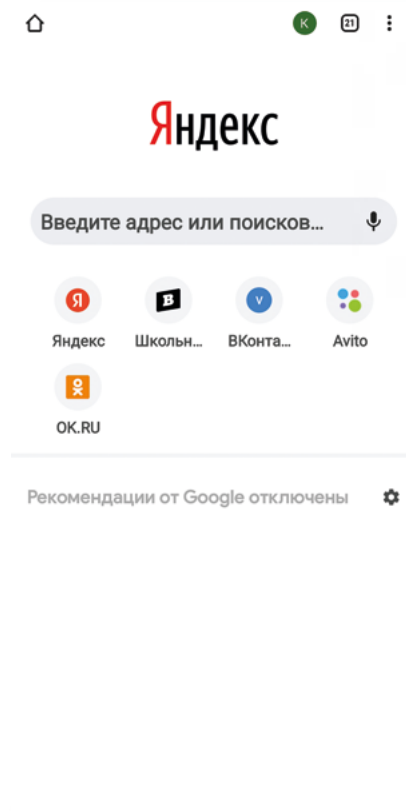 К 21
Яндекс
Введите адрес или поисков...
Я B V
Яндекс Школьн... ВКонта... Avito
OK.RU
Рекомендации от Google отключены